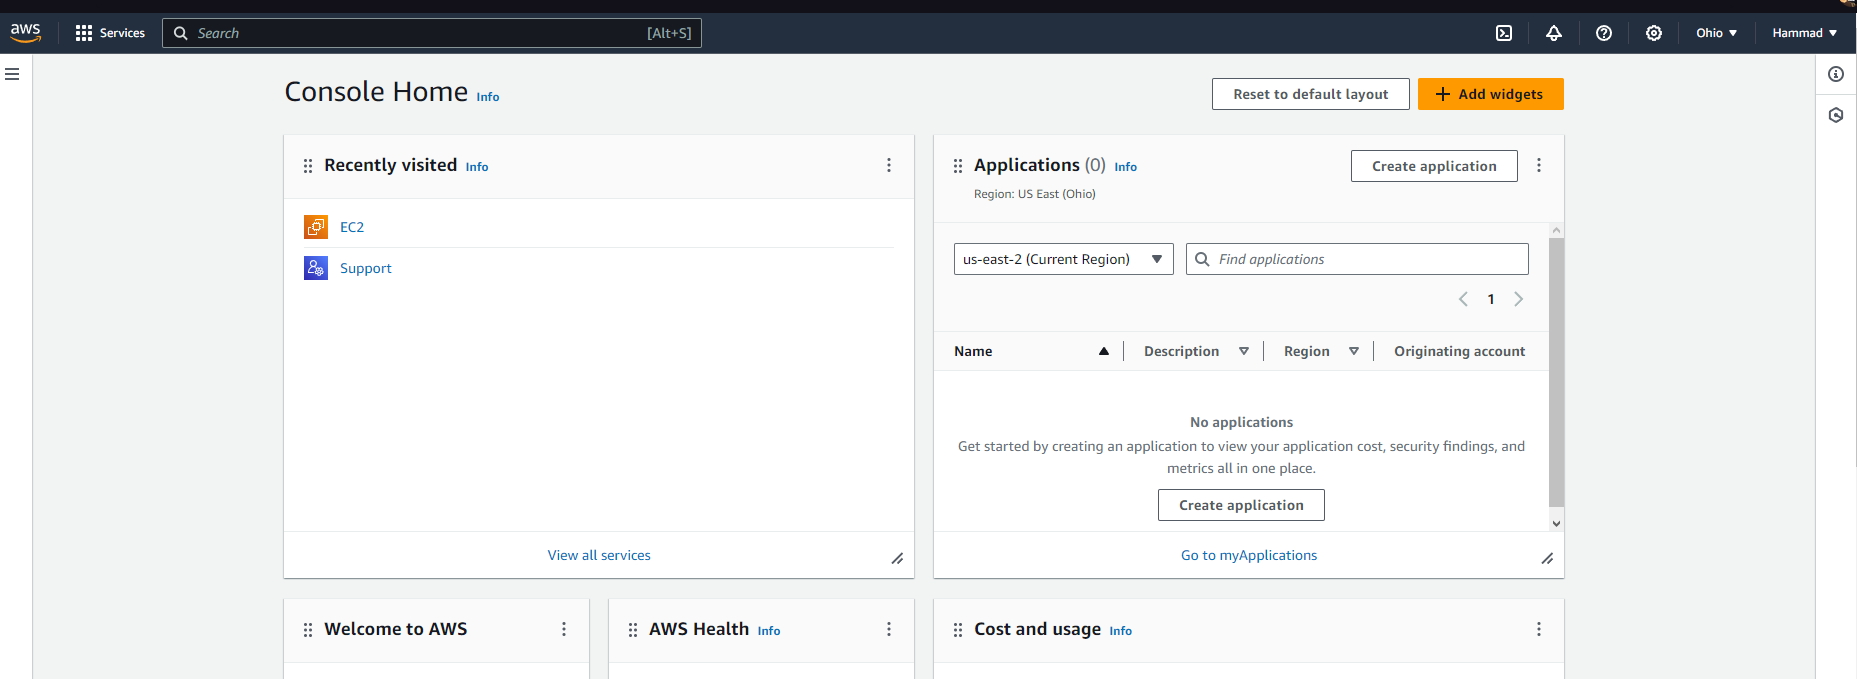 aws Services Search [Alt+S] Ohio Hammad
Console Home Info Reset to default layout Add widgets
Recently visited Info
EC2
Support
View all services
Applications (0) Info Create application
Region: US East (Ohio)
us-east-2 (Current Region) Find applications
1
Name Description Region Originating account
No applications
Get started by creating an application to view your application cost, security findings, and
metrics all in one place.
Create application
Go to myApplications
Welcome to AWS
AWS Health Info
Cost and usage Info